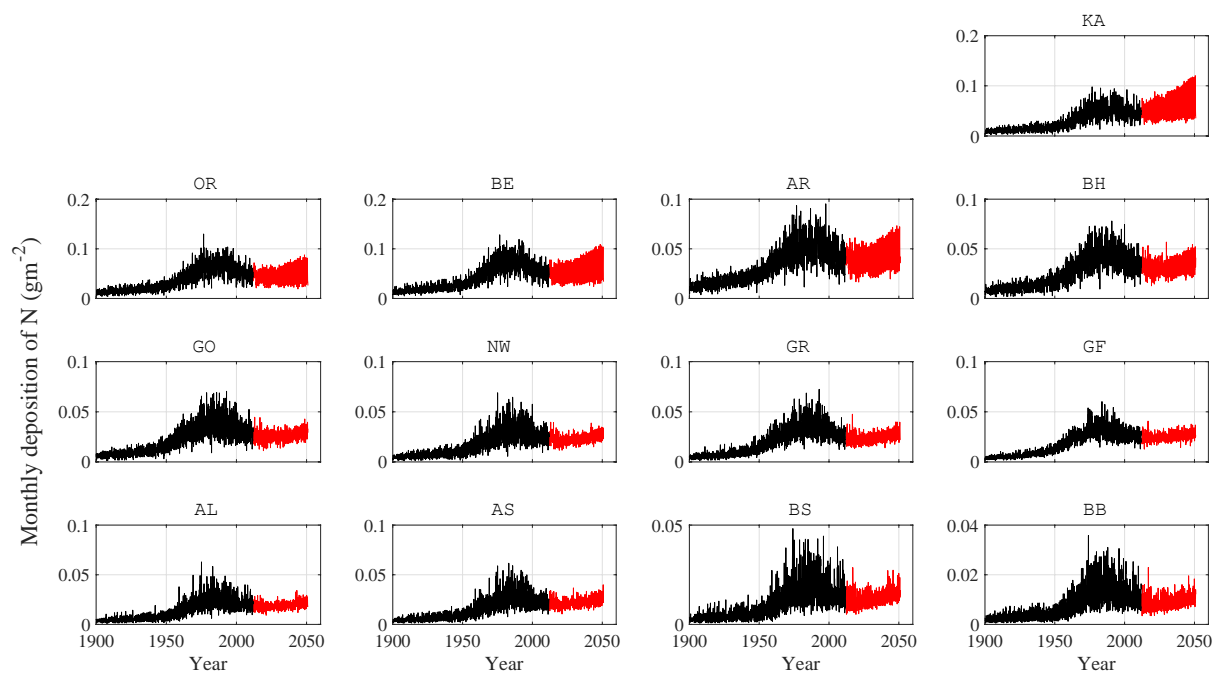 KA
0.2
0.1
0
1900 1950 2000 2050
OR BE AR BH
0.2 0.2 0.1 0.1
0.1 0.1 0.05 0.05
0 0 0 0
GO NW GR GF
0.1 0.1 0.1 0.1
0.05 0.05 0.05 0.05
0 0 0 0
AL AS BS BB
0.1 0.1 0.05 0.04
0.05 0.05 0.02
0 0 0 0
1900 1950 2000 2050 1900 1950 2000 2050 1900 1950 2000 2050 1900 1950 2000 2050
Year Year Year Year
Monthly deposition of N (gm⁻²)